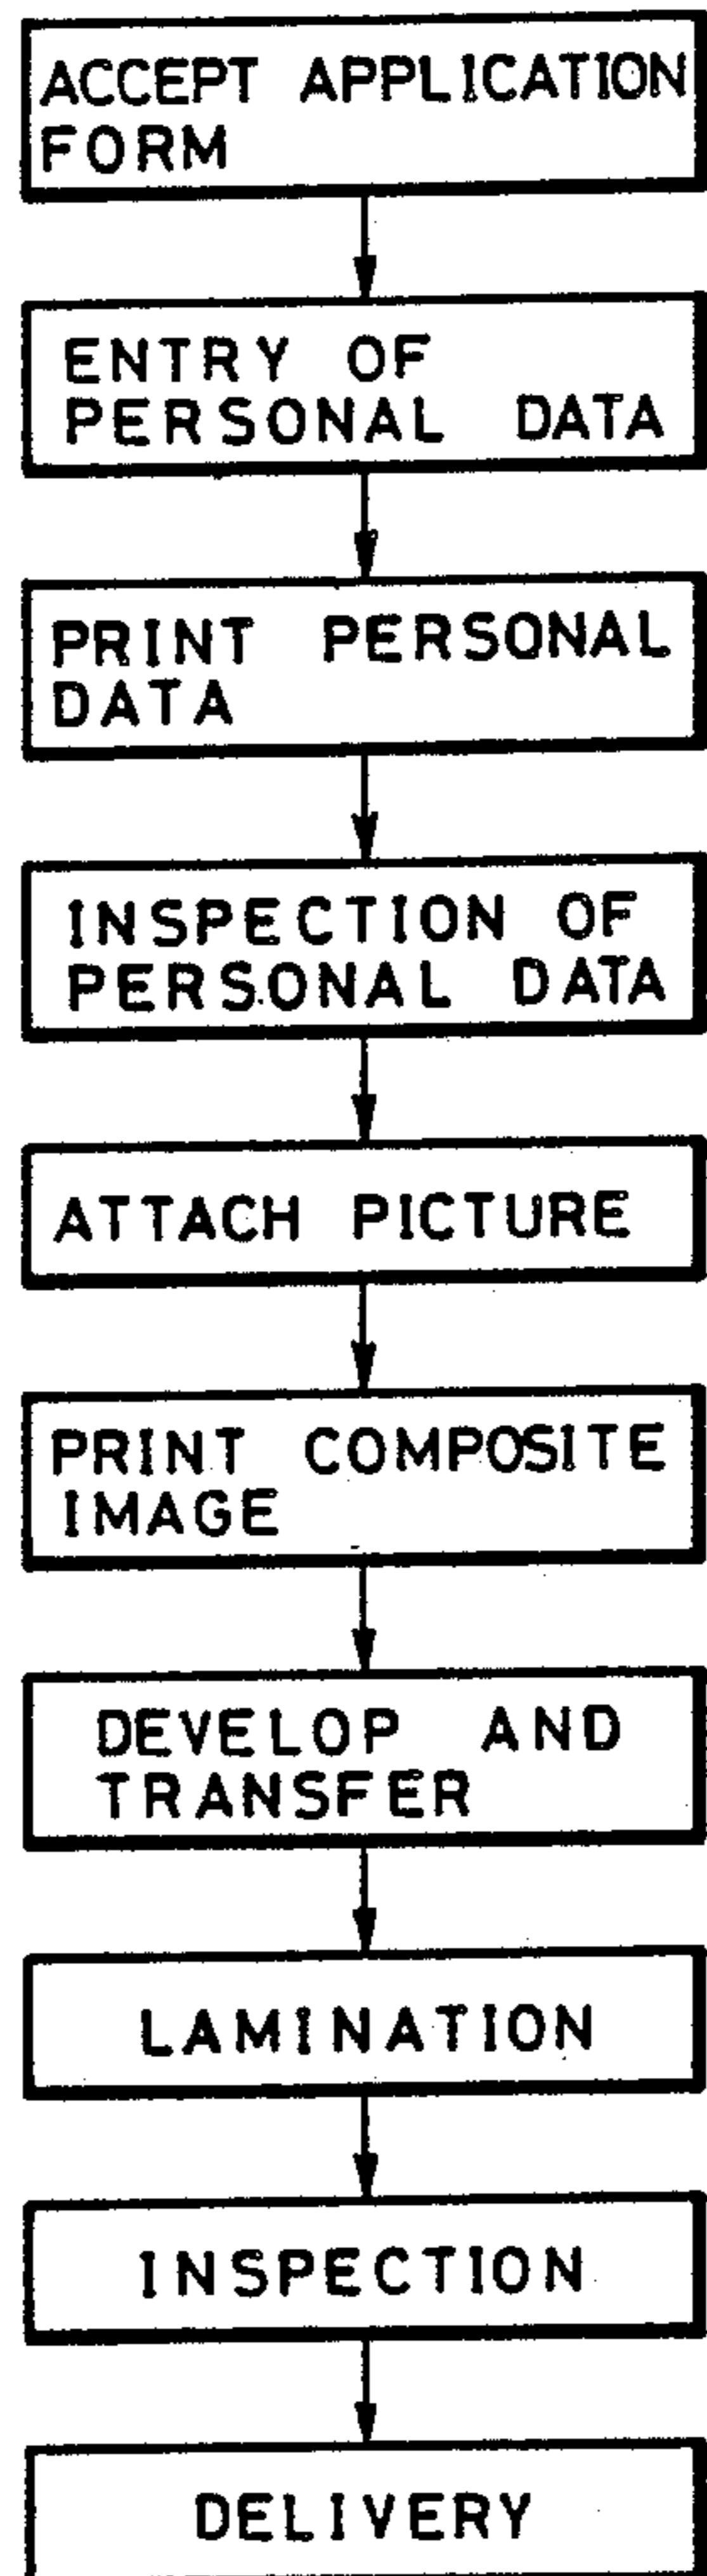 ACCEPT APPLICATION
FORM
ENTRY OF
PERSONAL DATA
PRINT PERSONAL
DATA
INSPECTION OF
PERSONAL DATA
ATTACH PICTURE
PRINT COMPOSITE
IMAGE
DEVELOP AND
TRANSFER
LAMINATION
INSPECTION
DELIVERY